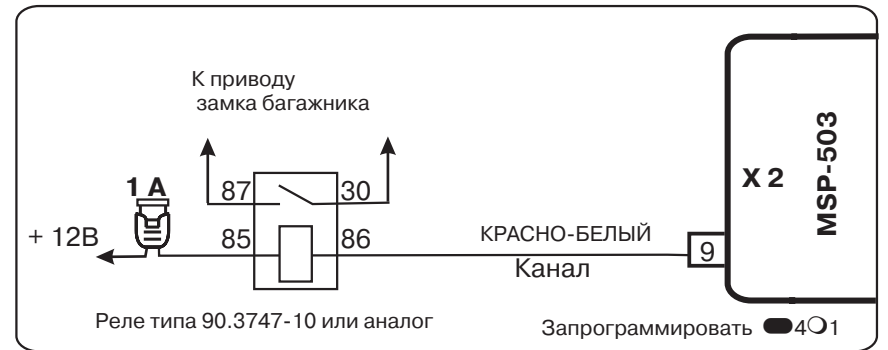 К приводу
замка багажника
1 А
87
30
+ 12В
85
86
КРАСНО-БЕЛЫЙ
Канал
9
X 2
MSP-503
Реле типа 90.3747-10 или аналог
Запрограммировать 4 1